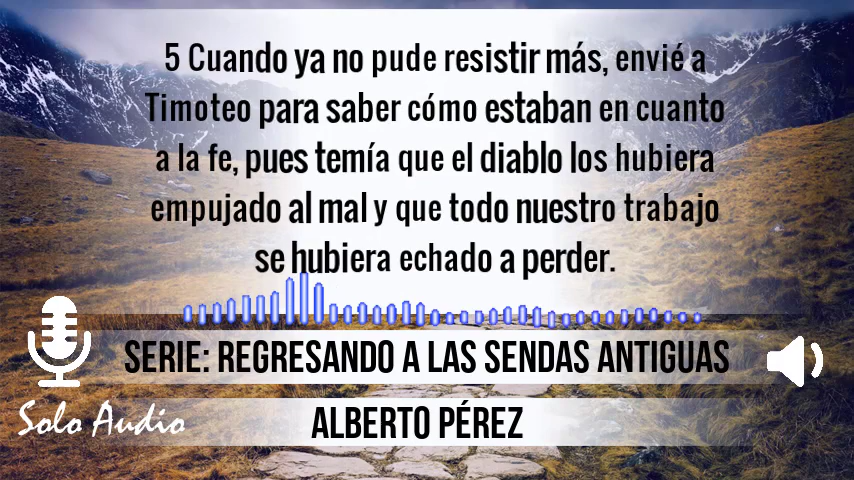 5 Cuando ya no pude resistir más, envié a
Timoteo para saber cómo estaban en cuanto
a la fe, pues temía que el diablo los hubiera
empujado al mal y que todo nuestro trabajo
se hubiera echado a perder.
SERIE: REGRESANDO A LAS SENDAS ANTIGUAS
Solo Audio
ALBERTO PÉREZ